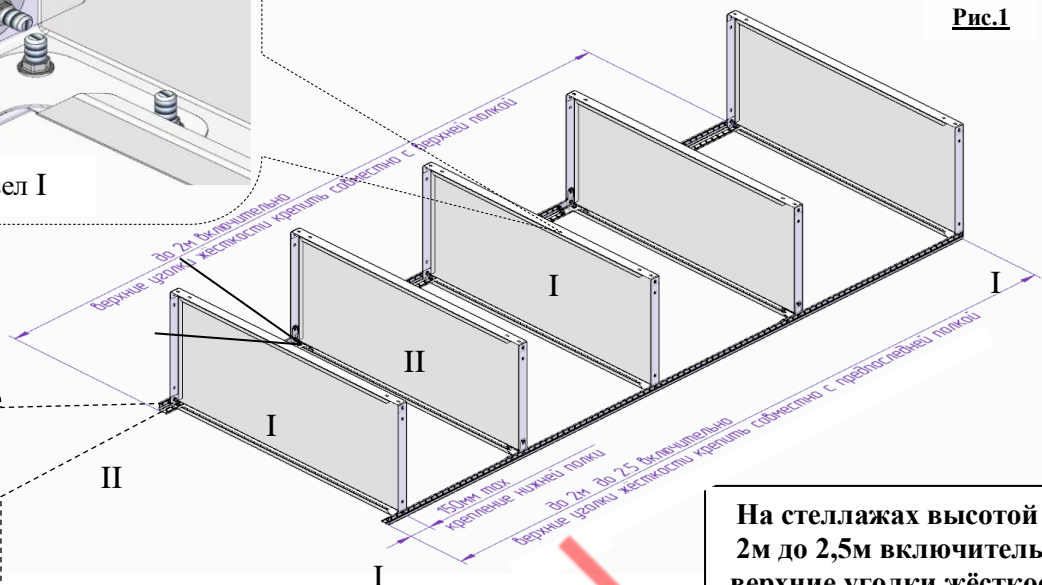 Рис.1
ел I
до 2м включительно
верхние уголки жесткости крепить совместно с верхней полкой
I
I
II
I
II
150мм max
крепление нижней полки
до 2м до 2.5 включительно
верхние уголки жесткости крепить совместно с предпоследней полкой
I
На стеллажах высотой
2м до 2,5м включитель
верхние уголки жёсткос